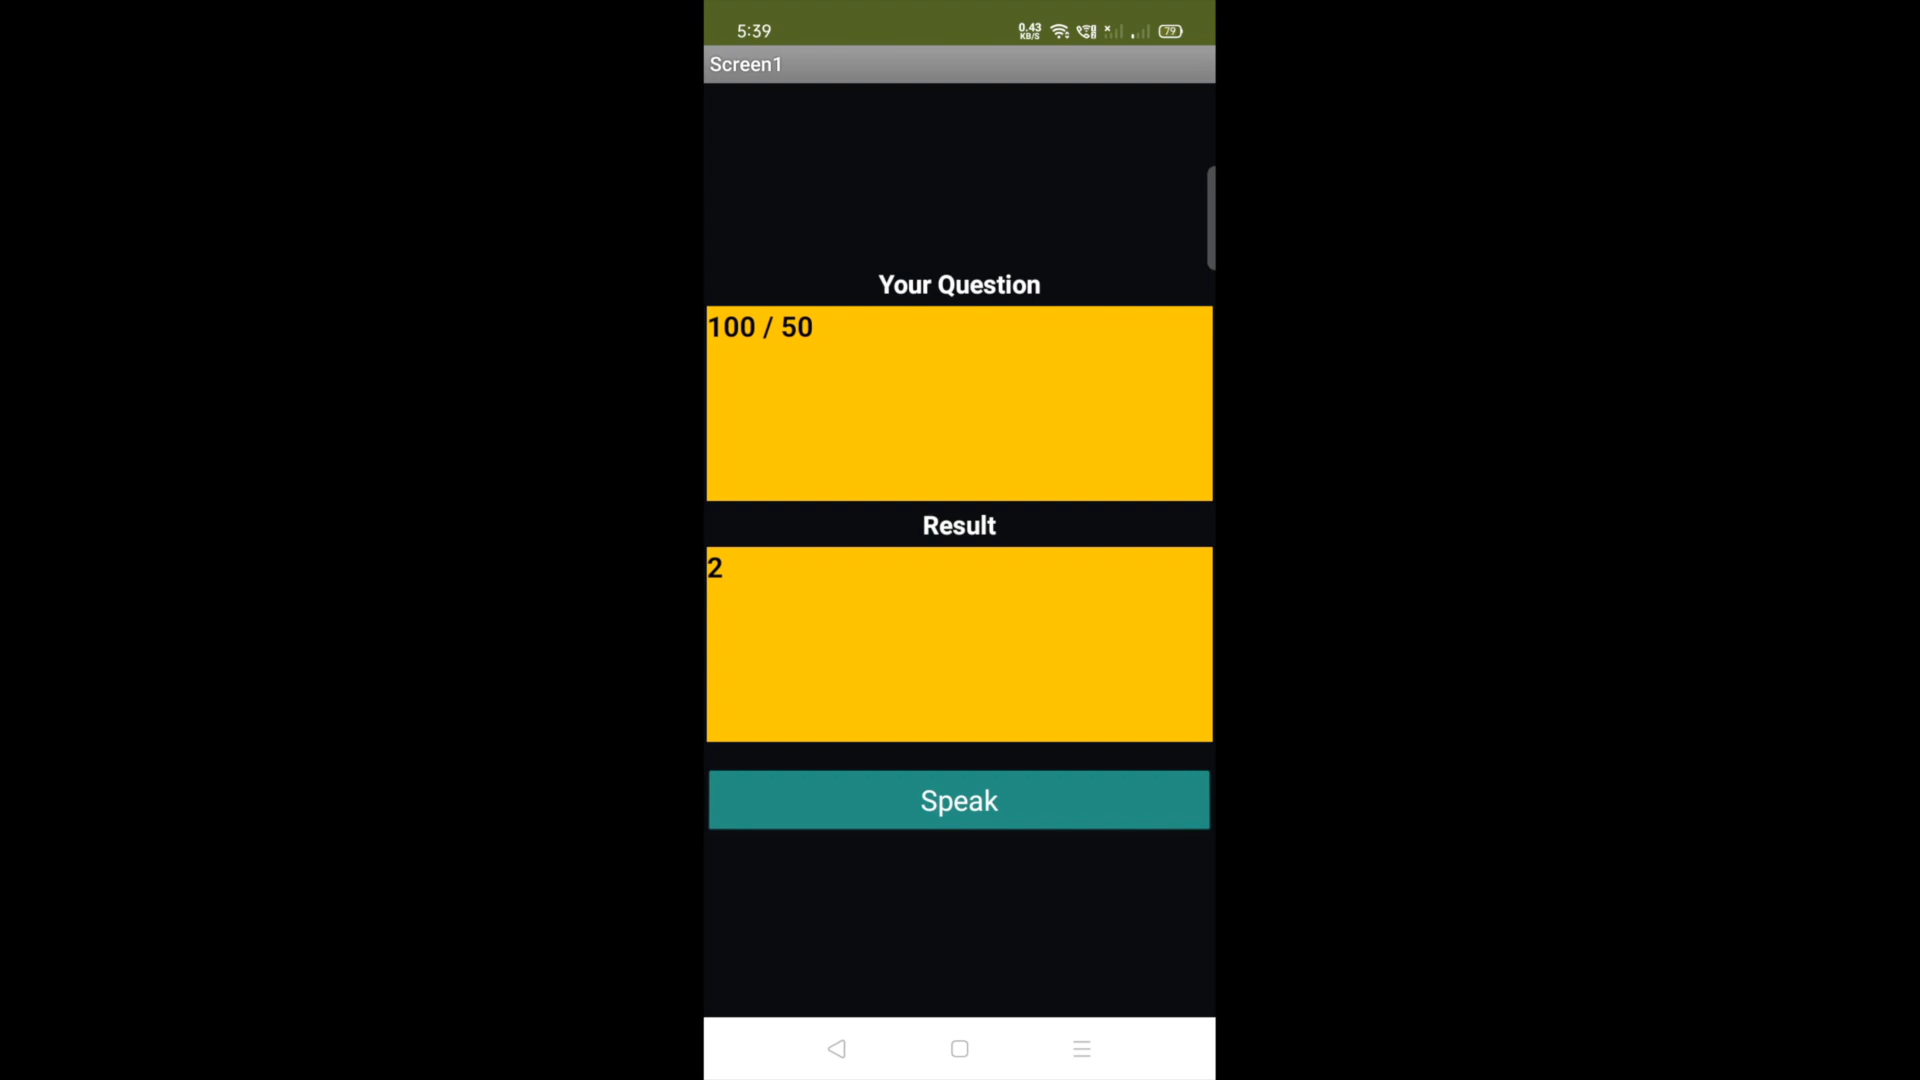 5:39
0.43
KB/S
79
Screen1
Your Question
100 / 50
Result
2
Speak